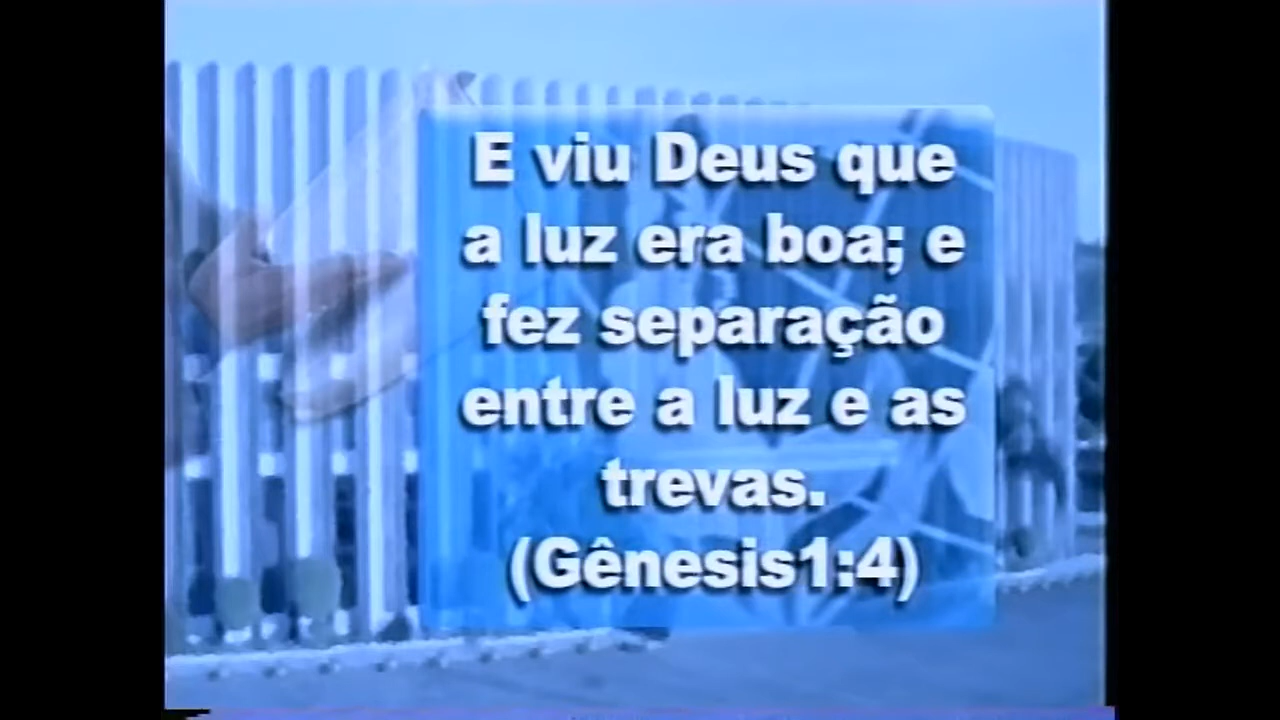 E viu Deus que
a luz era boa; e
fez separação
entre a luz e as
trevas.
(Gênesis1:4)